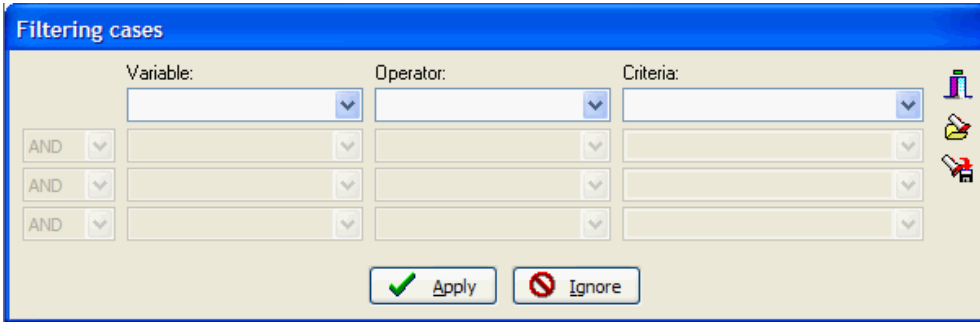 Filtering cases
Variable: Operator: Criteria:
AND
AND
AND
Apply Ignore